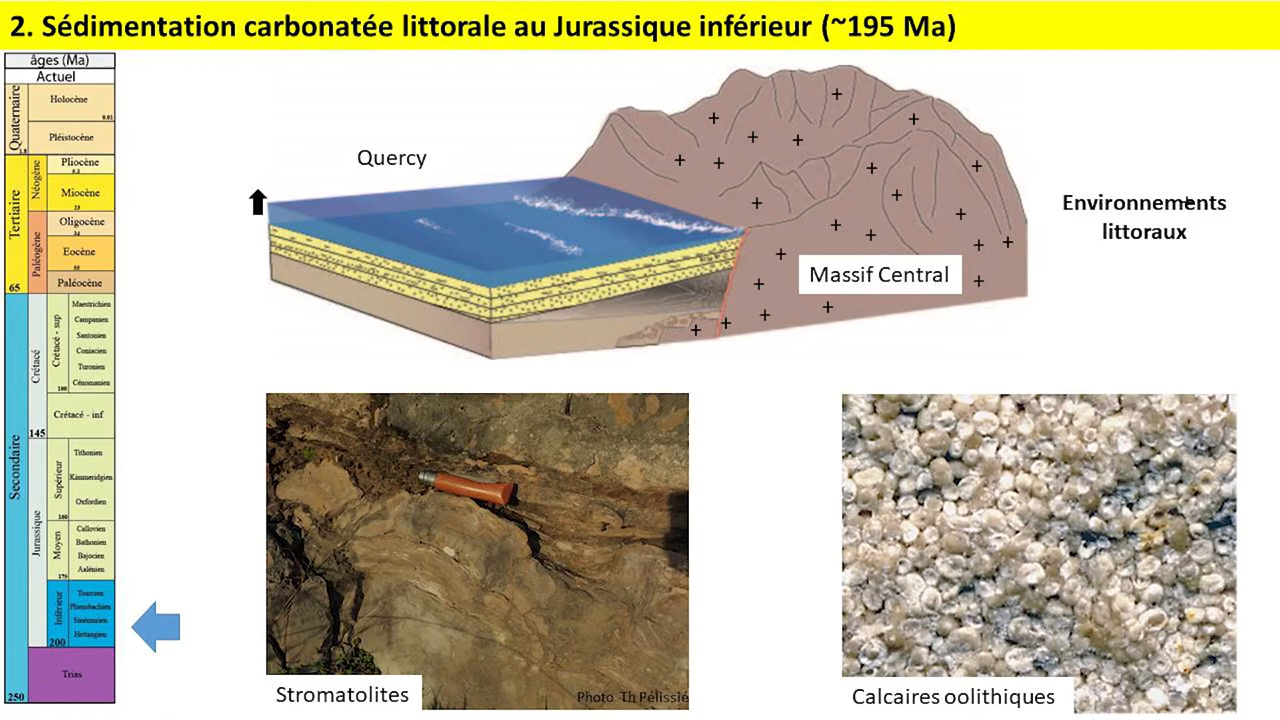 2. Sédimentation carbonatée littorale au Jurassique inférieur (~195 Ma)
âges (Ma)
Actuel
Quaternaire
Holocène
0.01
Pléistocène
1.8
Tertiaire
Néogène
Pliocène
5.3
Miocène
23
Paléogène
Oligocène
34
Eocène
55
Paléocène
65
Secondaire
Crétacé
Crétacé - sup
Maestrichien
Campanien
Santonien
Coniacien
Turonien
Cénomanien
100
Crétacé - inf
145
Jurassique
Supérieur
Tithonien
Kimmeridgien
Oxfordien
160
Moyen
Callovien
Bathonien
Bajocien
Aalénien
175
Inférieur
Toarcien
Pliensbachien
Sinémurien
Hettangien
200
Trias
250
Quercy
Massif Central
Environnements
littoraux
Stromatolites
Photo Th Pélissié
Calcaires oolithiques